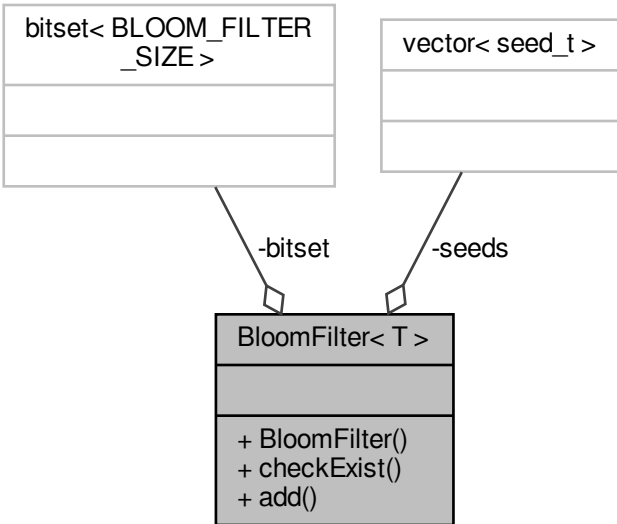 bitset< BLOOM_FILTER
_SIZE >
vector< seed_t >
-bitset
-seeds
BloomFilter< T >
+ BloomFilter()
+ checkExist()
+ add()